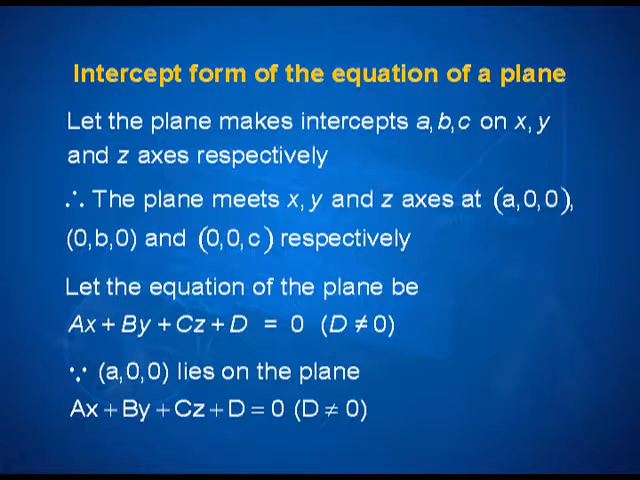 Intercept form of the equation of a plane
Let the plane makes intercepts a, b, c on x, y
and z axes respectively
∴ The plane meets x, y and z axes at (a,0,0),
(0,b,0) and (0,0,c) respectively
Let the equation of the plane be
Ax + By + Cz + D = 0 (D ≠ 0)
∵ (a,0,0) lies on the plane
Ax + By + Cz + D = 0 (D ≠ 0)